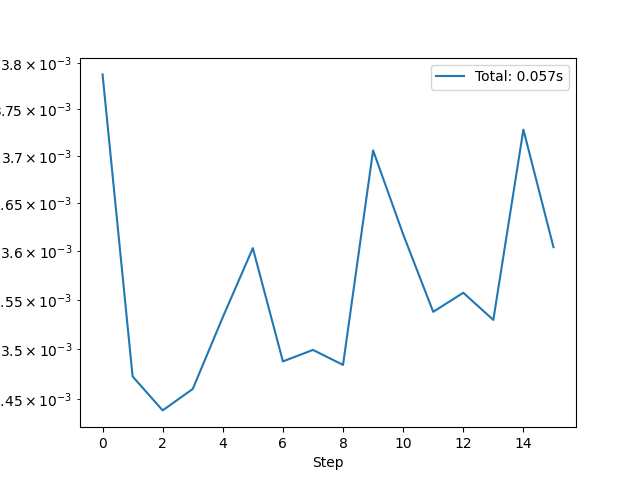 Total: 0.057s
3.8 × 10⁻³
.75 × 10⁻³
3.7 × 10⁻³
.65 × 10⁻³
3.6 × 10⁻³
.55 × 10⁻³
3.5 × 10⁻³
.45 × 10⁻³
0 2 4 6 8 10 12 14
Step